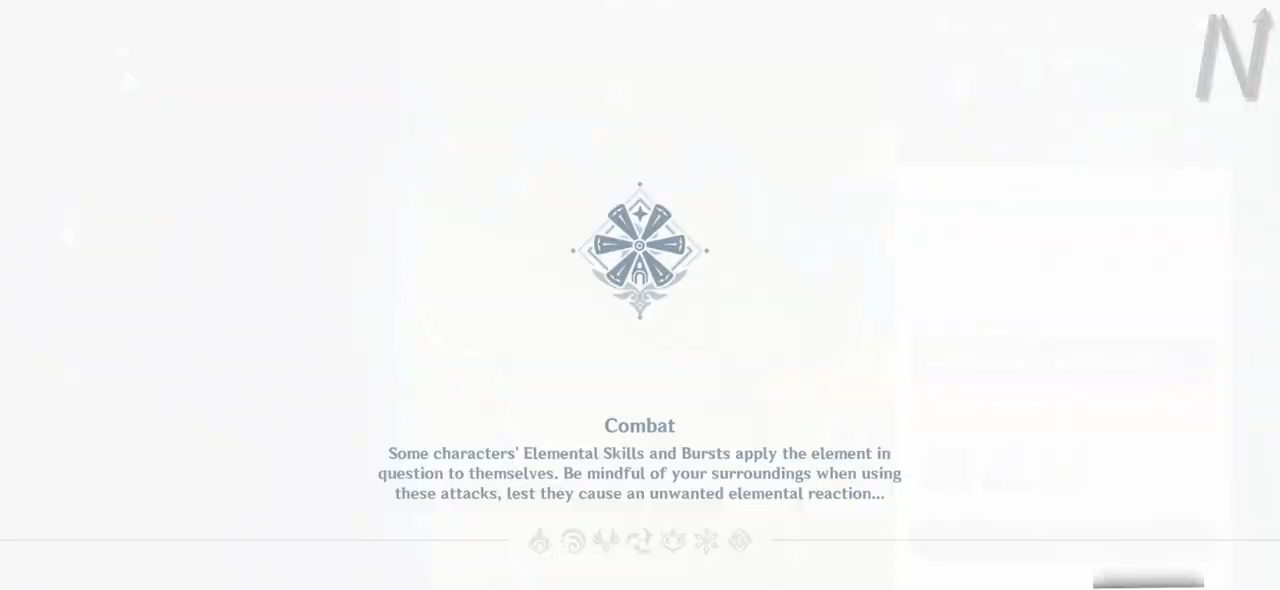 N
Combat
Some characters' Elemental Skills and Bursts apply the element in
question to themselves. Be mindful of your surroundings when using
these attacks, lest they cause an unwanted elemental reaction...